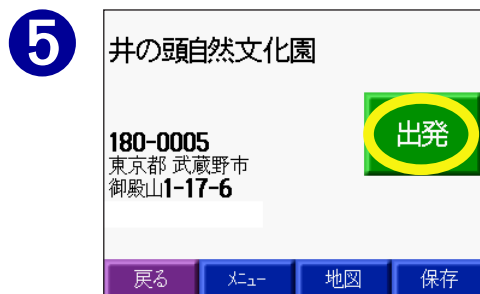 5
井の頭自然文化園
出発
180-0005
東京都 武蔵野市
御殿山1-17-6
戻る
メニュー
地図
保存